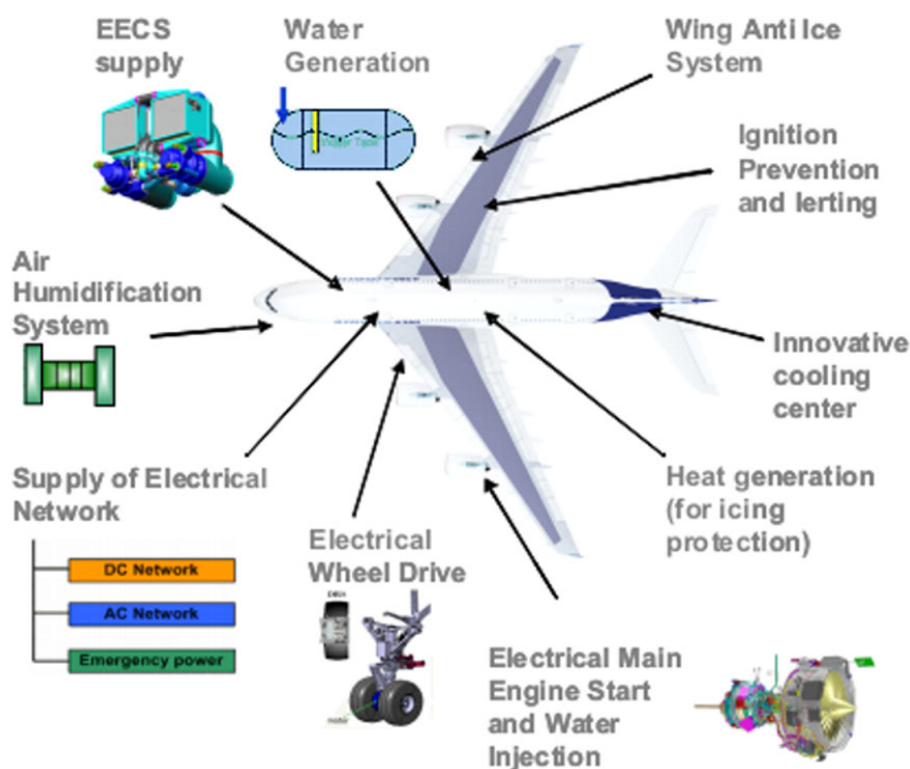 EECS
supply
Water
Generation
Wing Anti Ice
System
Ignition
Prevention
and Ierting
Air
Humidification
System
Innovative
cooling
center
Supply of Electrical
Network
DC Network
AC Network
Emergency power
Electrical
Wheel Drive
Heat generation
(for icing
protection)
Electrical Main
Engine Start
and Water
Injection